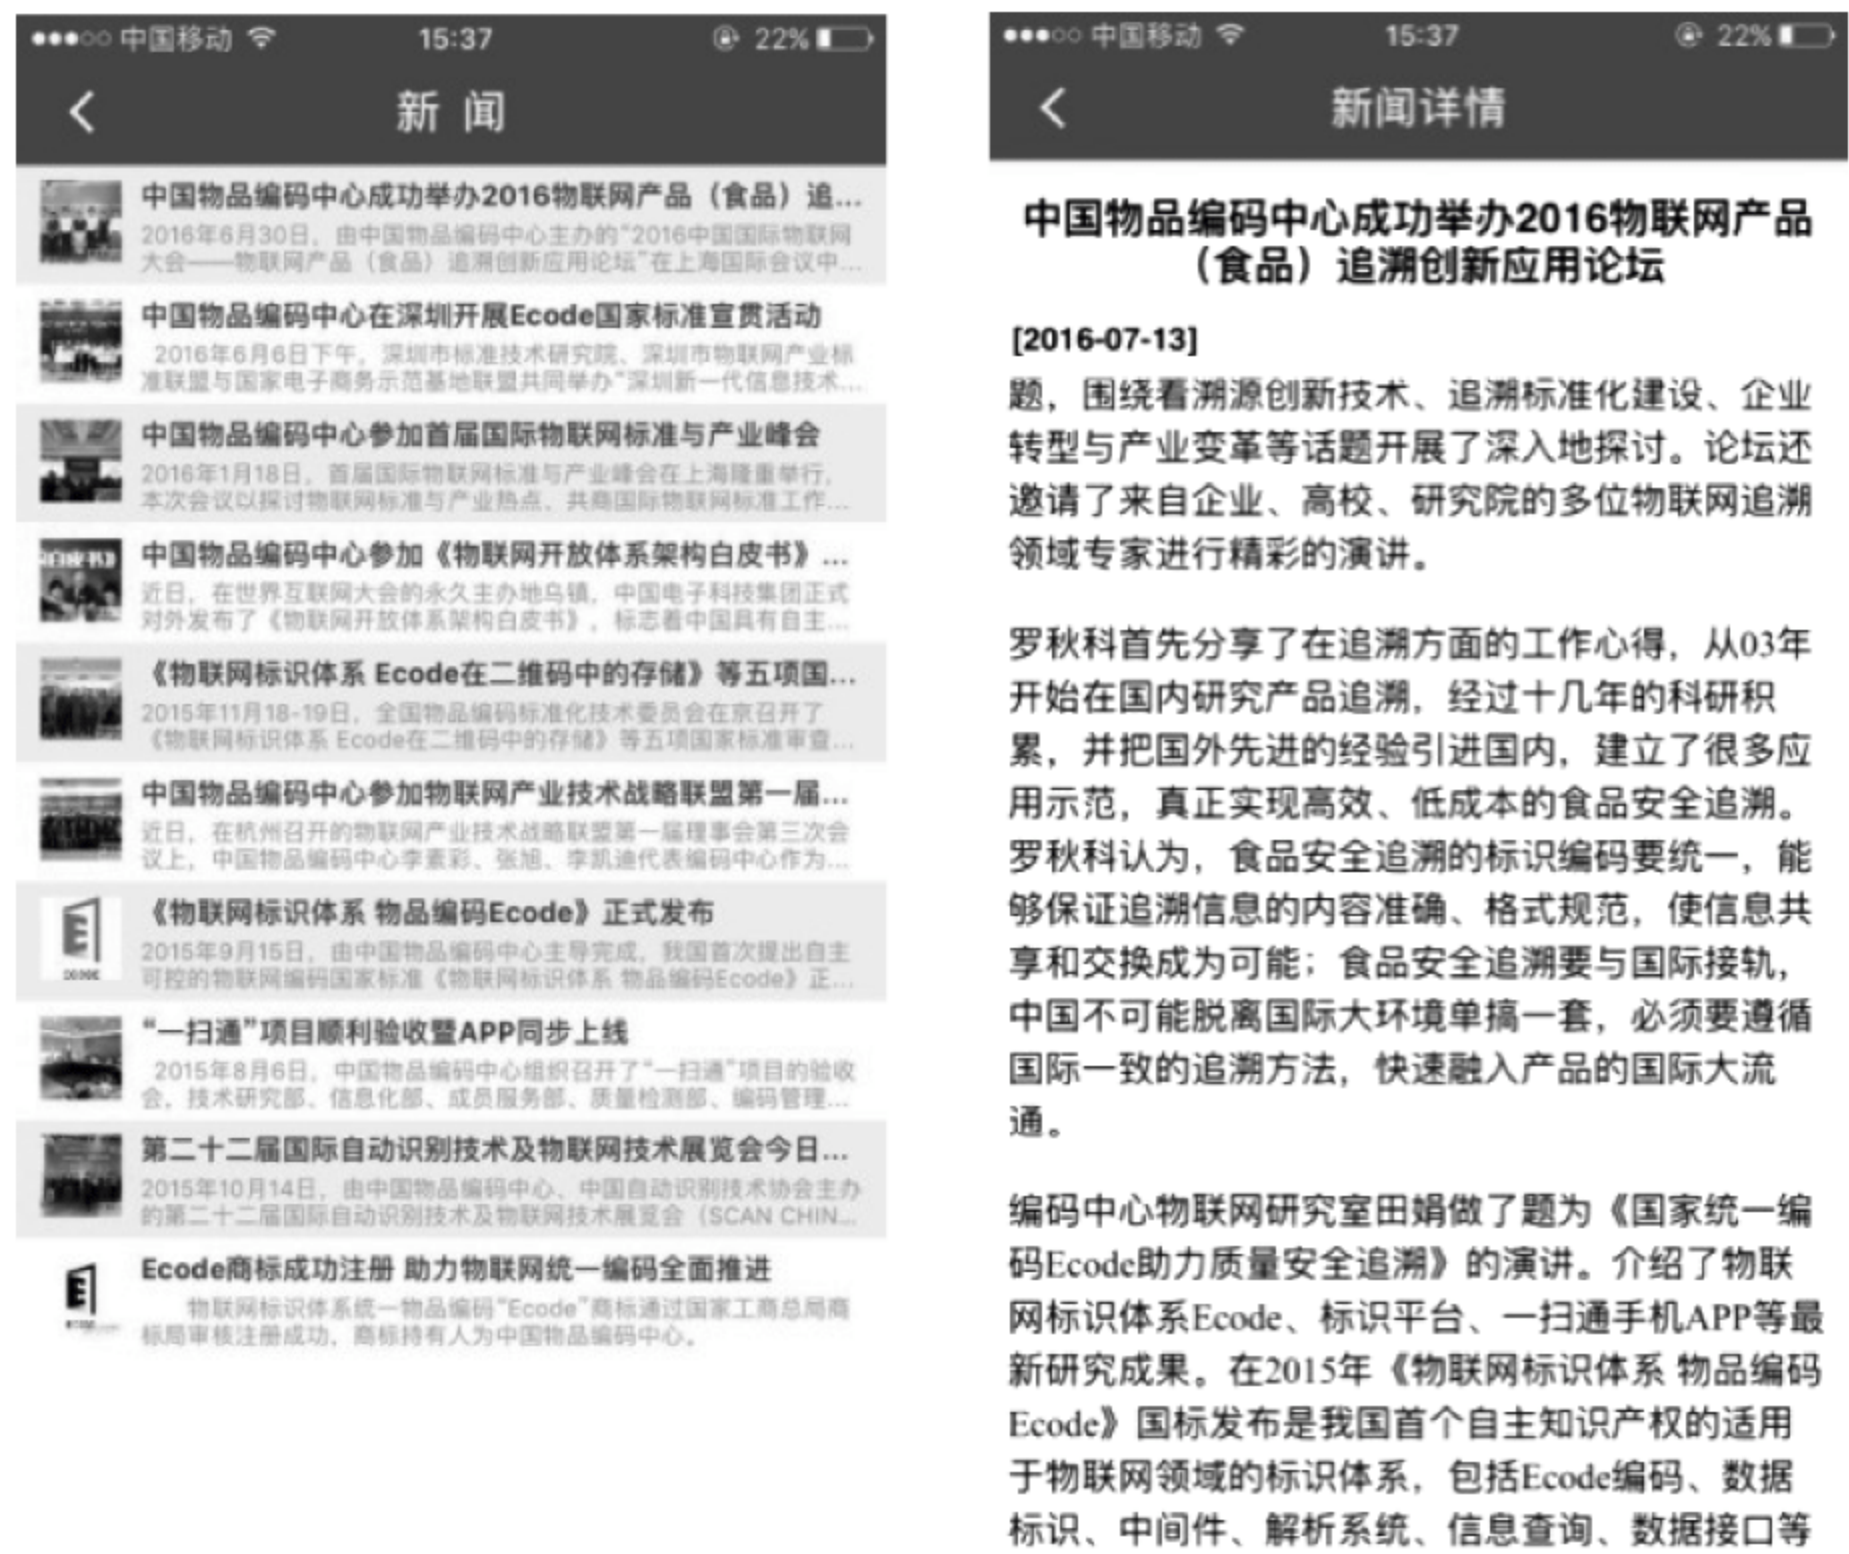 中国移动 15:37 22%
新 闻
中国物品编码中心成功举办2016物联网产品（食品）追...
2016年6月30日，由中国物品编码中心主办的“2016中国国际物联网
大会——物联网产品（食品）追溯创新应用论坛”在上海国际会议中...
中国物品编码中心在深圳开展Ecode国家标准宣贯活动
2016年6月6日下午，深圳市标准技术研究院、深圳市物联网产业标
准联盟与国家电子商务示范基地联盟共同举办“深圳新一代信息技术...
中国物品编码中心参加首届国际物联网标准与产业峰会
2016年1月18日，首届国际物联网标准与产业峰会在上海隆重举行，
本次会议以探讨物联网标准与产业热点，共商国际物联网标准工作...
中国物品编码中心参加《物联网开放体系架构白皮书》...
近日，在世界互联网大会的永久主办地乌镇，中国电子科技集团正式
对外发布了《物联网开放体系架构白皮书》，标志着中国具有自主...
《物联网标识体系 Ecode在二维码中的存储》等五项国...
2015年11月18-19日，全国物品编码标准化技术委员会在京召开了
《物联网标识体系 Ecode在二维码中的存储》等五项国家标准审查...
中国物品编码中心参加物联网产业技术战略联盟第一届...
近日，在杭州召开的物联网产业技术战略联盟第一届理事会第三次会
议上，中国物品编码中心李素彩、张旭、李凯迪代表编码中心作为...
《物联网标识体系 物品编码Ecode》正式发布
2015年9月15日，由中国物品编码中心主导完成，我国首次提出自主
可控的物联网编码国家标准《物联网标识体系 物品编码Ecode》正...
“一扫通”项目顺利验收暨APP同步上线
2015年8月6日，中国物品编码中心组织召开了“一扫通”项目的验收
会，技术研究部、信息化部、成员服务部、质量检测部、编码管理...
第二十二届国际自动识别技术及物联网技术展览会今日...
2015年10月14日，由中国物品编码中心、中国自动识别技术协会主办
的第二十二届国际自动识别技术及物联网技术展览会（SCAN CHIN...
Ecode商标成功注册 助力物联网统一编码全面推进
物联网标识体系统一物品编码“Ecode”商标通过国家工商总局商
标局审核注册成功，商标持有人为中国物品编码中心。
中国移动 15:37 22%
新闻详情
中国物品编码中心成功举办2016物联网产品
（食品）追溯创新应用论坛
[2016-07-13]
题，围绕着溯源创新技术、追溯标准化建设、企业
转型与产业变革等话题开展了深入地探讨。论坛还
邀请了来自企业、高校、研究院的多位物联网追溯
领域专家进行精彩的演讲。
罗秋科首先分享了在追溯方面的工作心得，从03年
开始在国内研究产品追溯，经过十几年的科研积
累，并把国外先进的经验引进国内，建立了很多应
用示范，真正实现高效、低成本的食品安全追溯。
罗秋科认为，食品安全追溯的标识编码要统一，能
够保证追溯信息的内容准确、格式规范，使信息共
享和交换成为可能；食品安全追溯要与国际接轨，
中国不可能脱离国际大环境单搞一套，必须要遵循
国际一致的追溯方法，快速融入产品的国际大流
通。
编码中心物联网研究室田娟做了题为《国家统一编
码Ecode助力质量安全追溯》的演讲。介绍了物联
网标识体系Ecode、标识平台、一扫通手机APP等最
新研究成果。在2015年《物联网标识体系 物品编码
Ecode》国标发布是我国首个自主知识产权的适用
于物联网领域的标识体系，包括Ecode编码、数据
标识、中间件、解析系统、信息查询、数据接口等